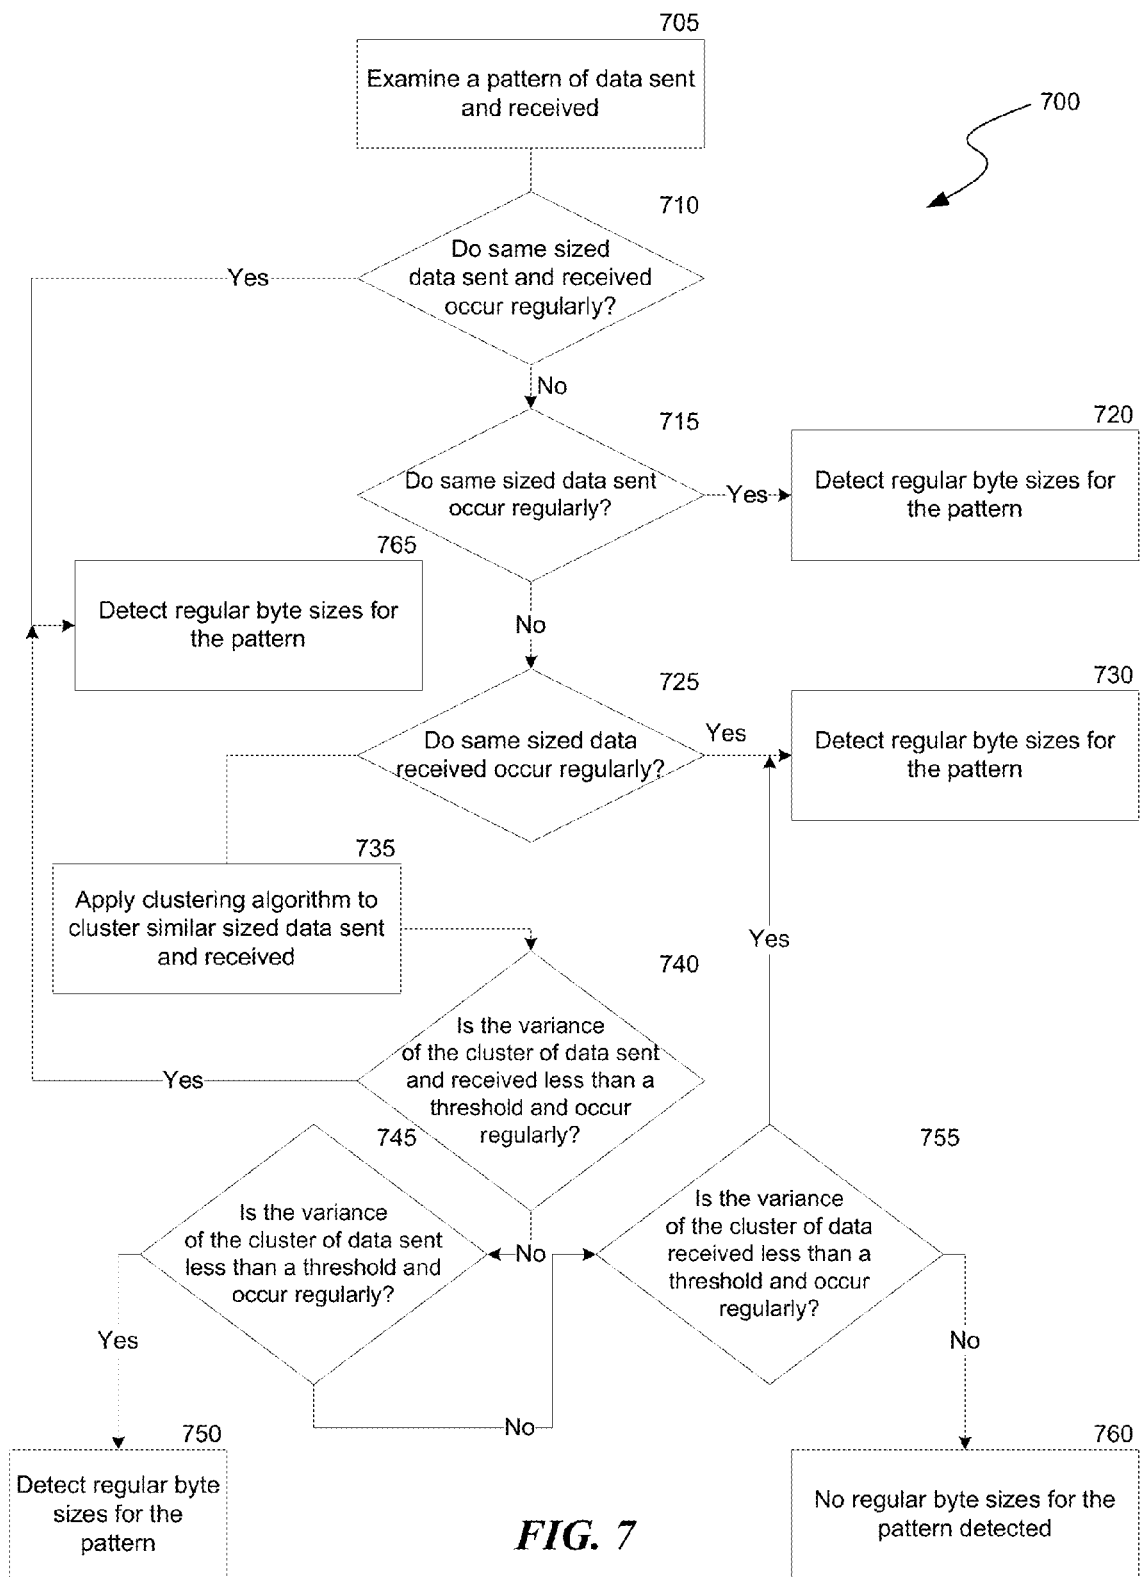 705
Examine a pattern of data sent
and received
700
710
Do same sized
data sent and received
occur regularly?
Yes
No
715
Do same sized data sent
occur regularly?
Yes
720
Detect regular byte sizes for
the pattern
765
Detect regular byte sizes for
the pattern
No
725
Do same sized data
received occur regularly?
Yes
730
Detect regular byte sizes for
the pattern
735
Apply clustering algorithm to
cluster similar sized data sent
and received
Yes
740
Is the variance
of the cluster of data sent
and received less than a
threshold and occur
regularly?
Yes
745
Is the variance
of the cluster of data sent
less than a threshold and
occur regularly?
No
755
Is the variance
of the cluster of data
received less than a
threshold and occur
regularly?
Yes
No
No
750
Detect regular byte
sizes for the
pattern
760
No regular byte sizes for the
pattern detected
FIG. 7